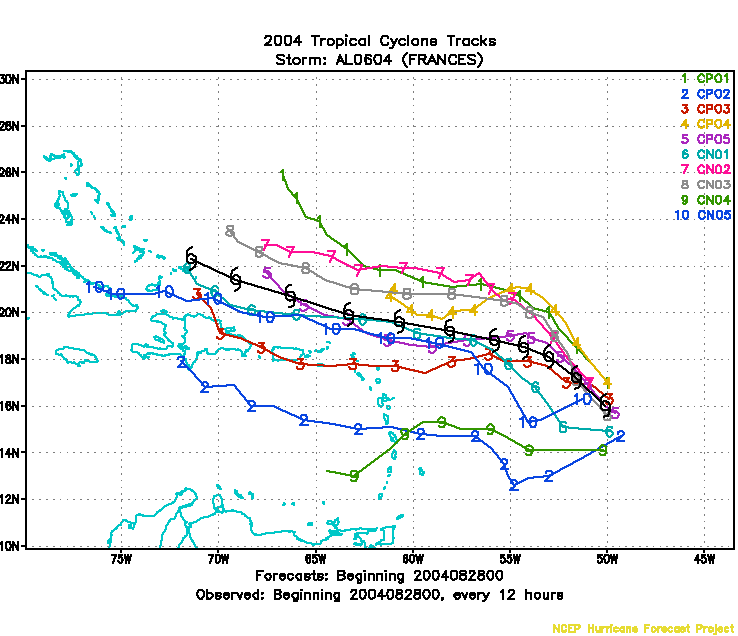 2004 Tropical Cyclone Tracks
Storm: AL0604 (FRANCES)
1 CP01
2 CP02
3 CP03
4 CP04
5 CP05
6 CN01
7 CN02
8 CN03
9 CN04
10 CN05
30N
28N
26N
24N
22N
20N
18N
16N
14N
12N
10N
75W 70W 65W 60W 55W 50W 45W
Forecasts: Beginning 2004082800
Observed: Beginning 2004082800, every 12 hours
NCEP Hurricane Forecast Project